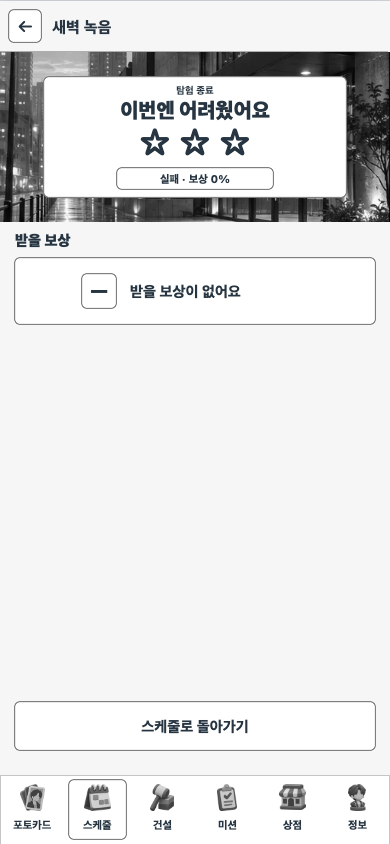 새벽 녹음
탐험 종료
이번엔 어려웠어요
실패 · 보상 0%
받을 보상
받을 보상이 없어요
스케줄로 돌아가기
포토카드
스케줄
건설
미션
상점
정보